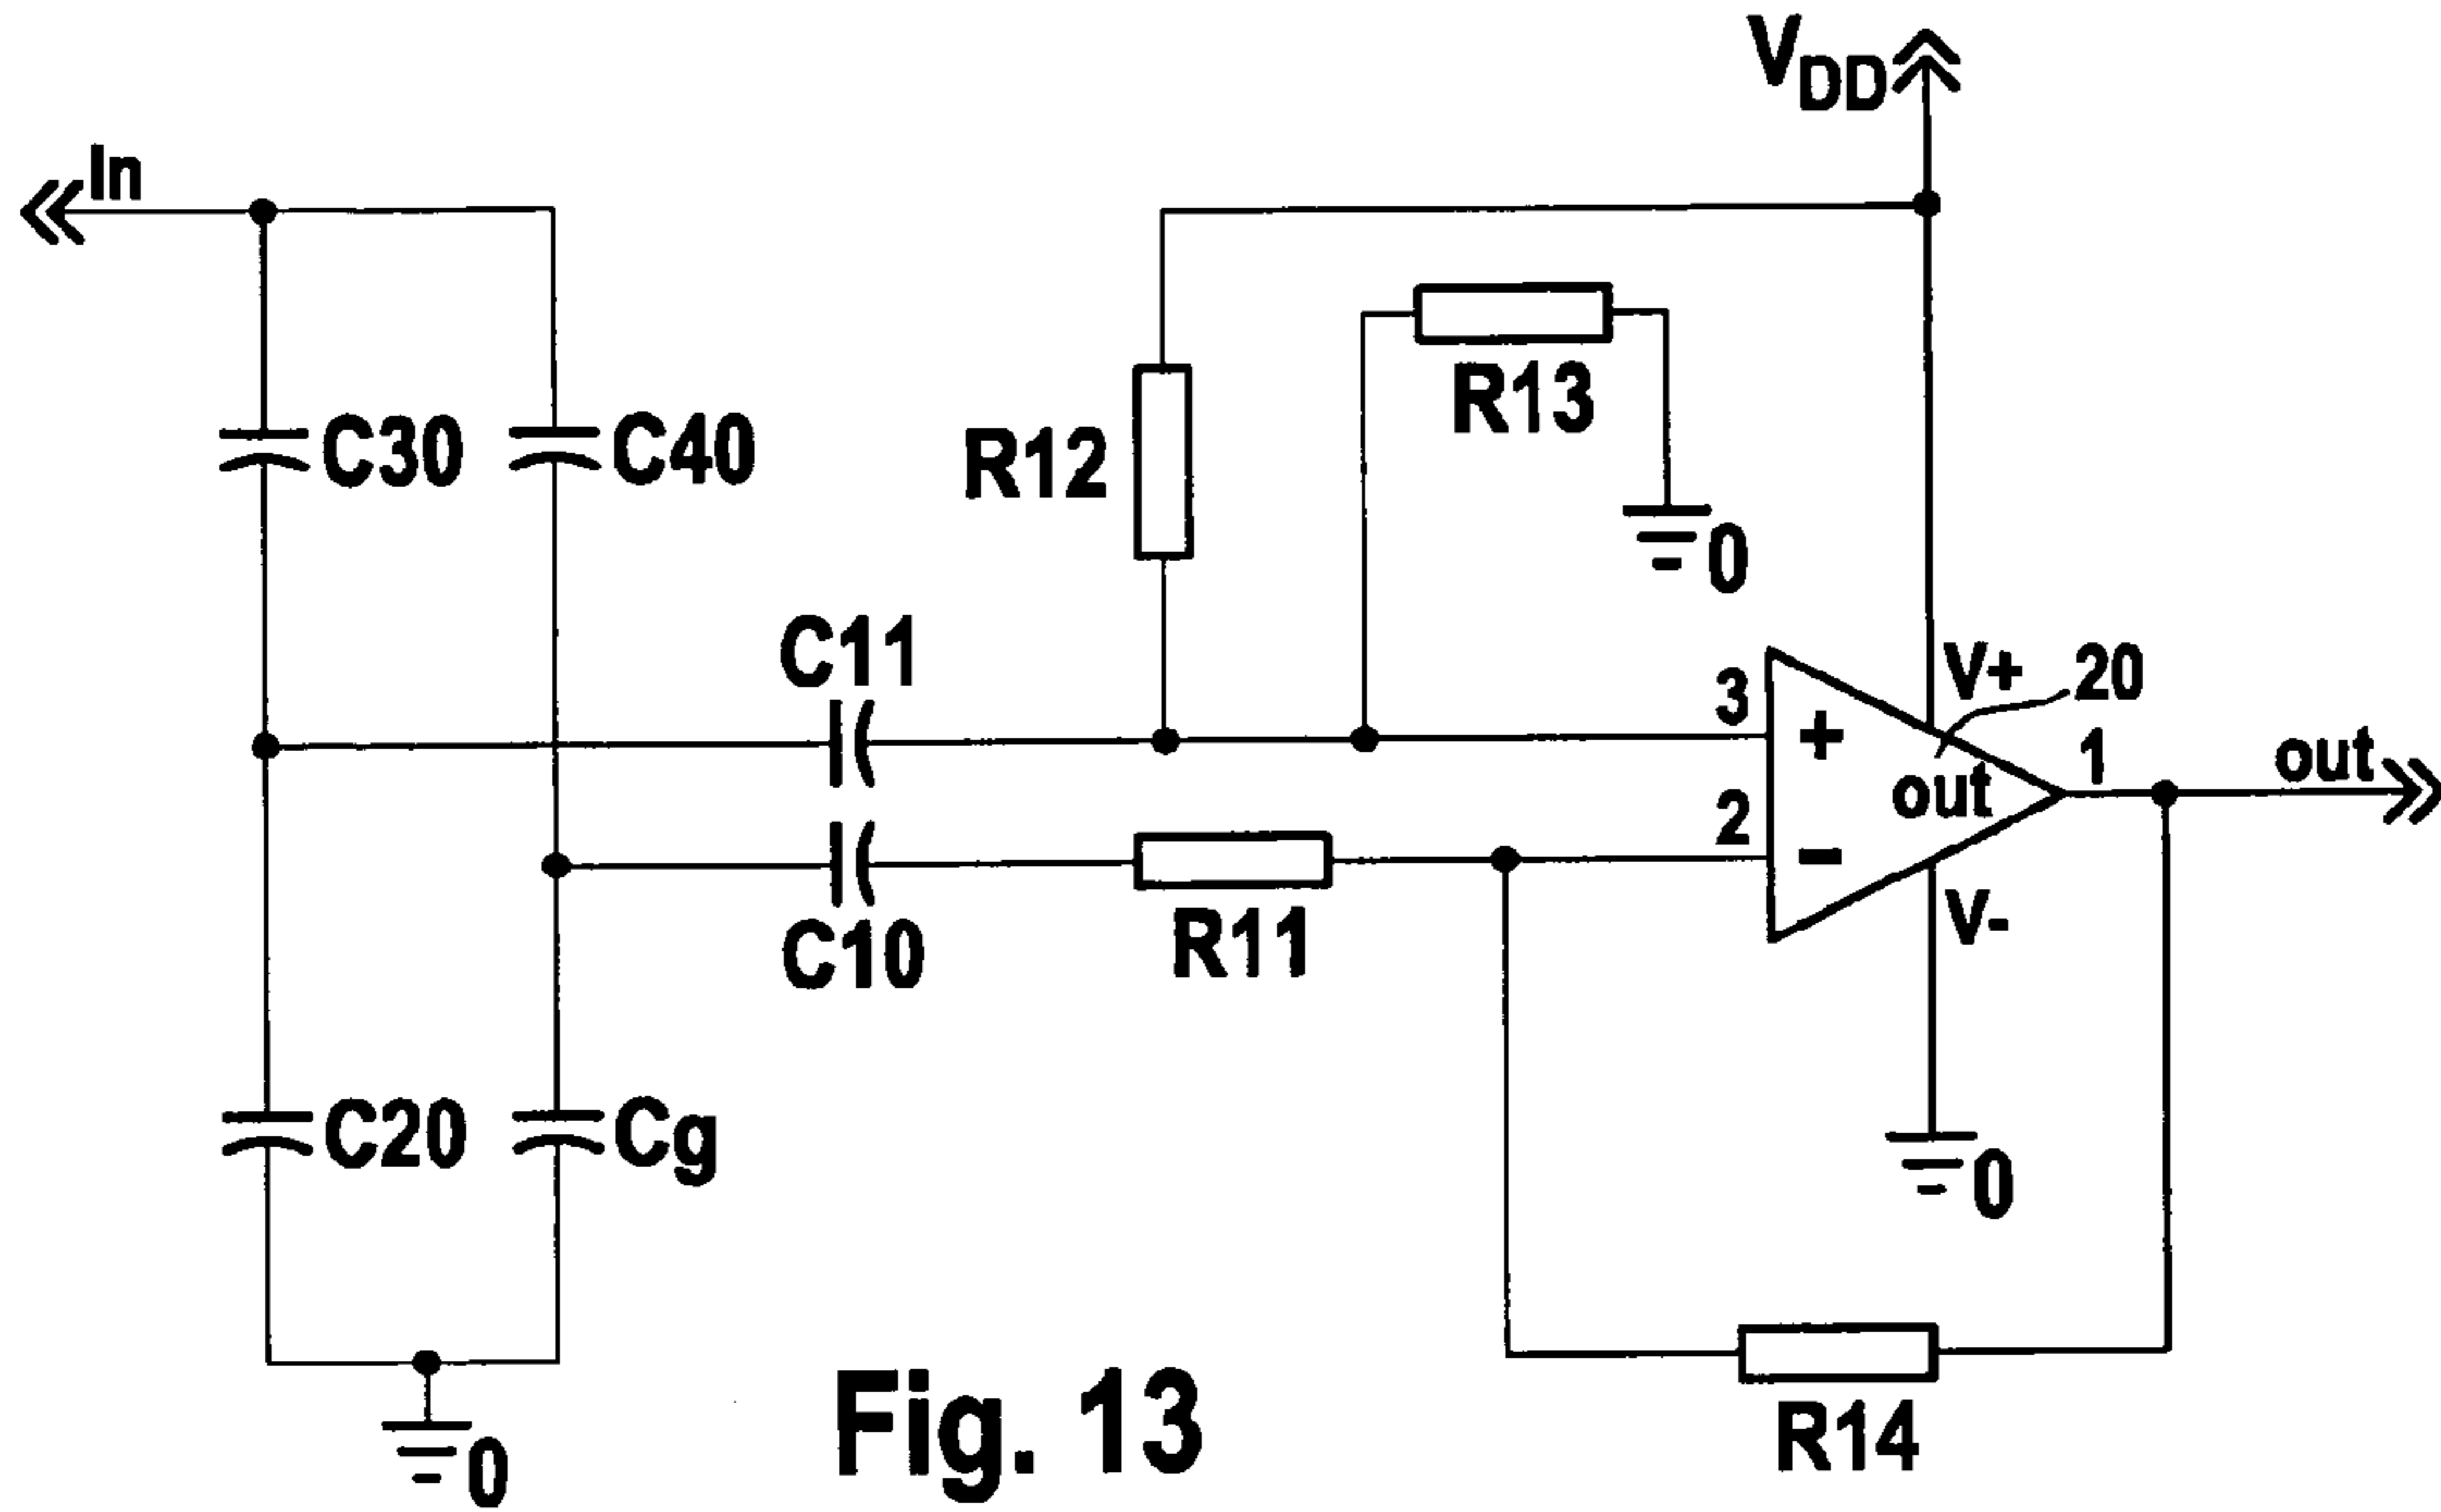 VDD
In
R13
C30
C40
R12
0
C11
3
V+
20
+
1
out
out
2
-
C10
R11
V-
C20
Cg
0
Fig. 13
R14
0